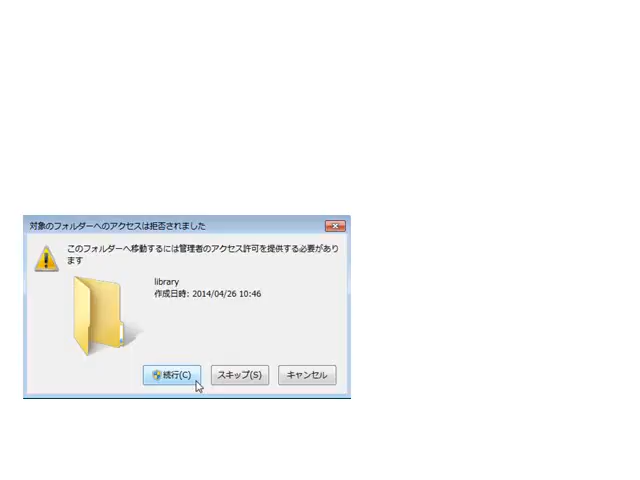 対象のフォルダーへのアクセスは拒否されました
このフォルダーへ移動するには管理者のアクセス許可を提供する必要があり
ます
library
作成日時: 2014/04/26 10:46
続行(C) スキップ(S) キャンセル